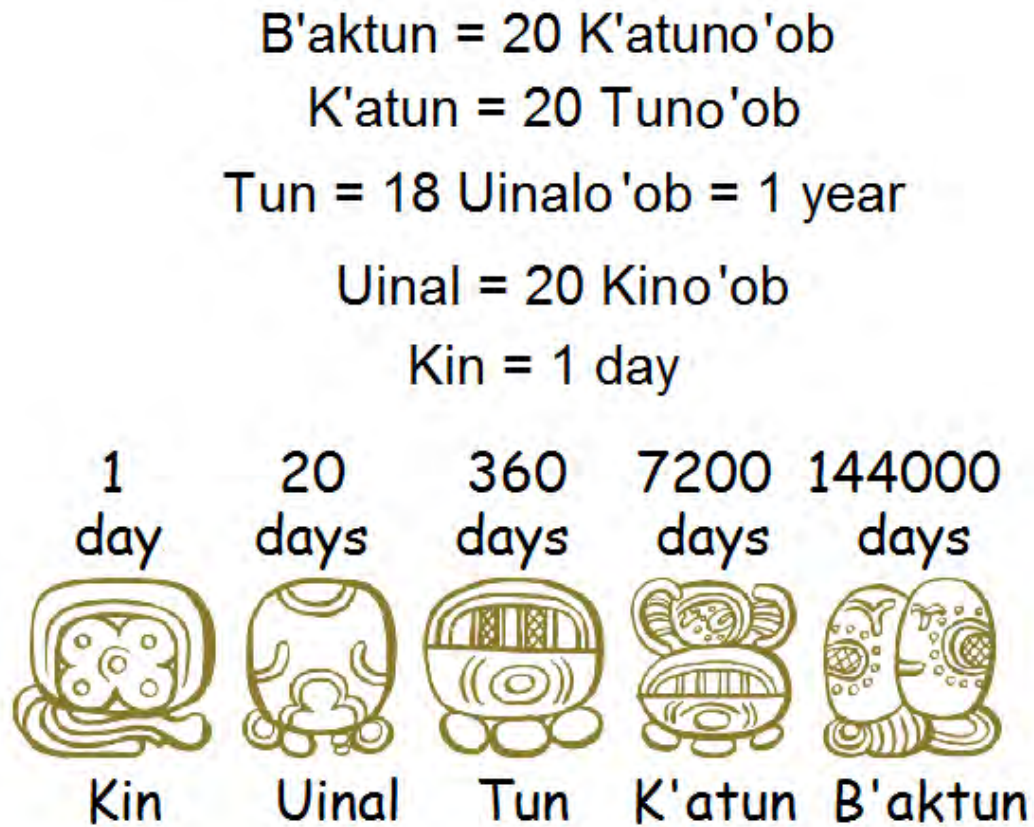 B'aktun = 20 K'atuno'ob
K'atun = 20 Tuno'ob
Tun = 18 Uinalo'ob = 1 year
Uinal = 20 Kino'ob
Kin = 1 day
1 20 360 7200 144000
day days days days days
Kin Uinal Tun K'atun B'aktun